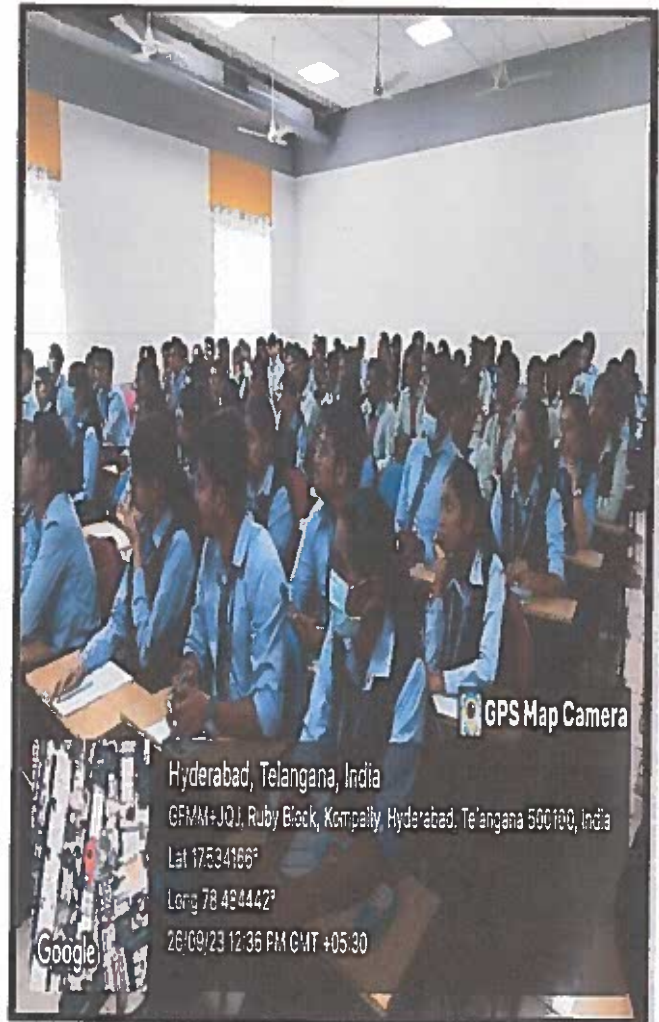 GPS Map Camera
Hyderabad, Telangana, India
GFMM+JQJ, Ruby Block, Kompally, Hyderabad, Telangana 500100, India
Lat 17.534166°
Long 78.484442°
26/09/23 12:36 PM GMT +05:30
Google